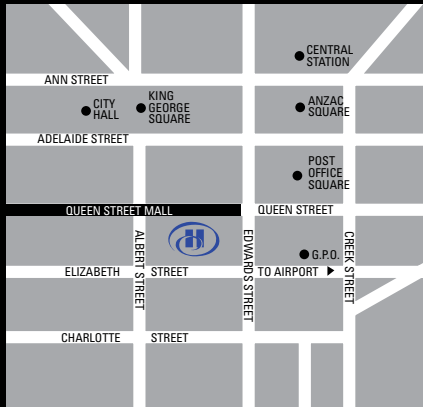 CENTRAL
STATION
ANN STREET
CITY
HALL
KING
GEORGE
SQUARE
ANZAC
SQUARE
ADELAIDE STREET
POST
OFFICE
SQUARE
QUEEN STREET MALL
QUEEN STREET
ALBERT STREET
H
EDWARDS STREET
G.P.O.
CREEK STREET
ELIZABETH STREET
TO AIRPORT
CHARLOTTE STREET